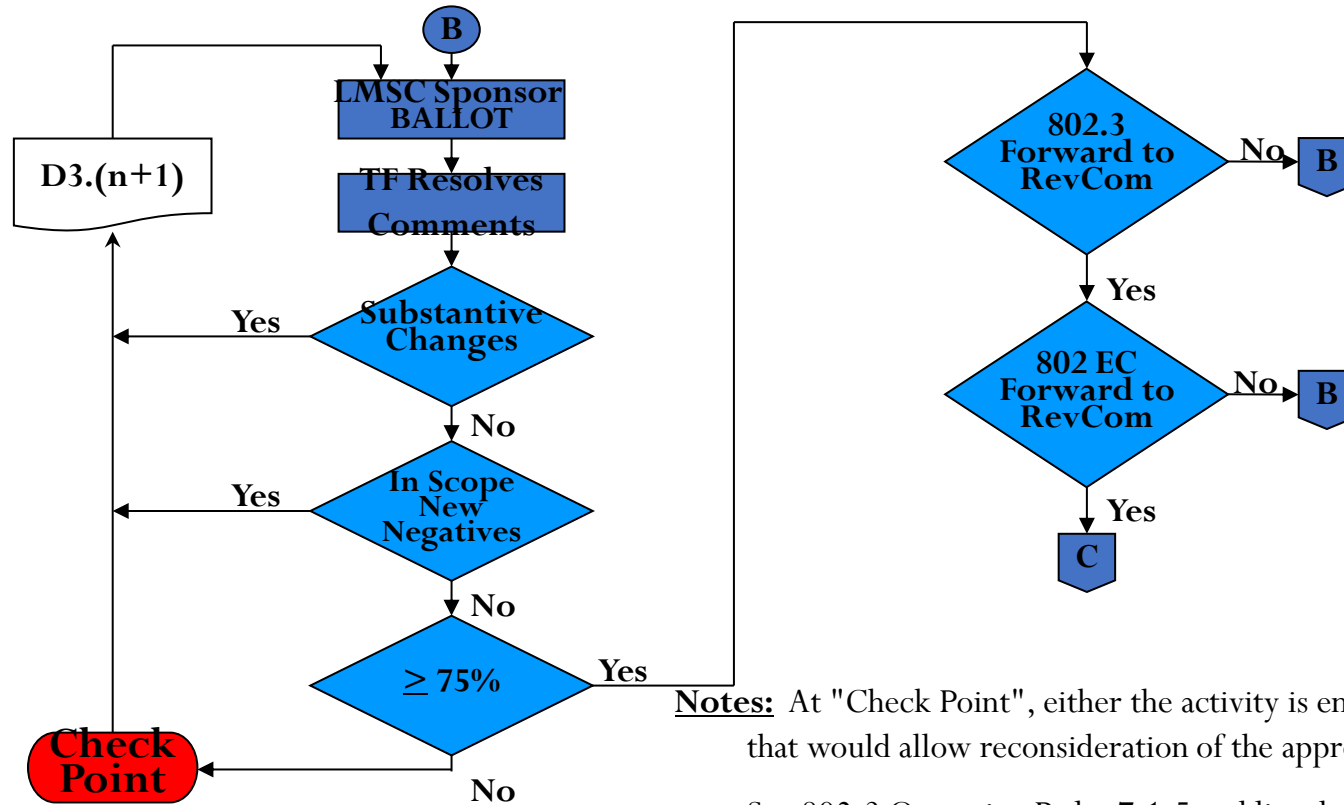 B
LMSC Sponsor
BALLOT
D3.(n+1)
TF Resolves
Comments
Substantive
Changes
Yes
No
In Scope
New
Negatives
Yes
No
≥ 75%
Yes
No
Check
Point
802.3
Forward to
RevCom
No
B
Yes
802 EC
Forward to
RevCom
No
B
Yes
C
Notes: At "Check Point", either the activity is
that would allow reconsideration of the